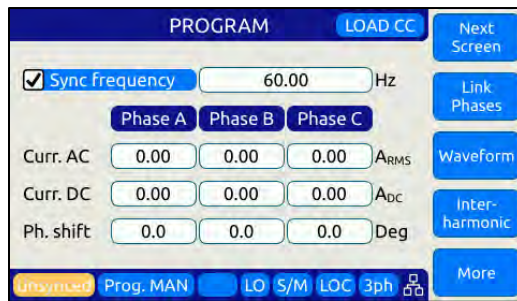 PROGRAM LOAD CC
Next
Screen
Sync frequency 60.00 Hz
Link
Phases
Phase A Phase B Phase C
Curr. AC 0.00 0.00 0.00 ARMS
Waveform
Curr. DC 0.00 0.00 0.00 ADC
Inter-
harmonic
Ph. shift 0.0 0.0 0.0 Deg
More
Unsynced Prog. MAN LO S/M LOC 3ph